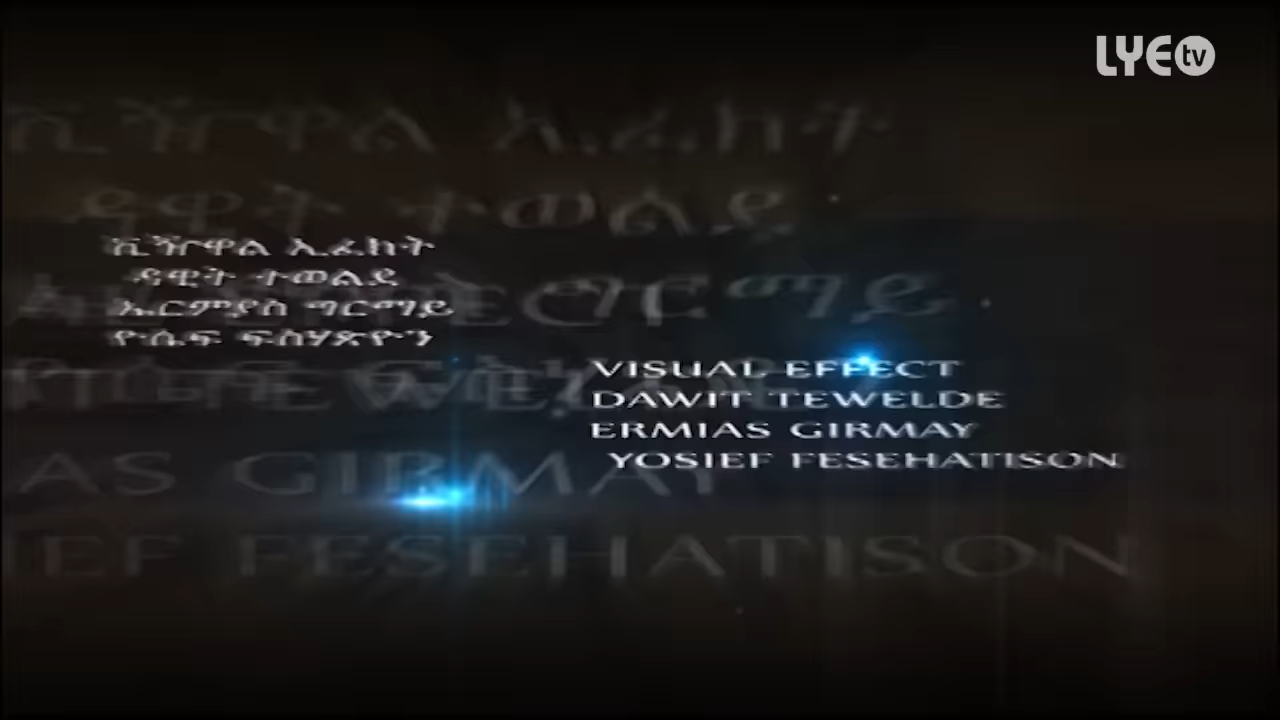 LYE tv
ቪዥዋል ኢፈክት
ዳዊት ተወልደ
ኤርምያስ ግርማይ
ዮሴፍ ፍስሃጽዮን
VISUAL EFFECT
DAWIT TEWELDE
ERMIAS GIRMAY
YOSIEF FESEHATISON